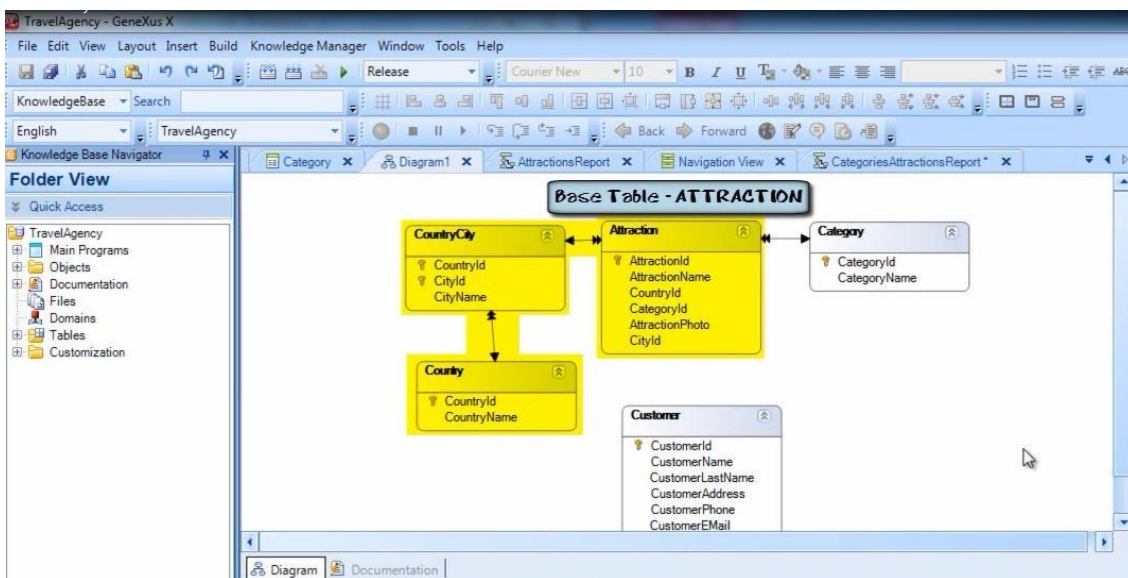 TravelAgency - GeneXus X
File Edit View Layout Insert Build Knowledge Manager Window Tools Help
Release Courier New 10 B I U ABC
KnowledgeBase Search
English TravelAgency Back Forward
Knowledge Base Navigator
Category Diagram1 AttractionsReport Navigation View CategoriesAttractionsReport *
Folder View
Quick Access
TravelAgency
Main Programs
Objects
Documentation
Files
Domains
Tables
Customization
Base Table - ATTRACTION
CountryCity
CountryId
CityId
CityName
Attraction
AttractionId
AttractionName
CountryId
CategoryId
AttractionPhoto
CityId
Category
CategoryId
CategoryName
Country
CountryId
CountryName
Customer
CustomerId
CustomerName
CustomerLastName
CustomerAddress
CustomerPhone
CustomerEMail
Diagram Documentation